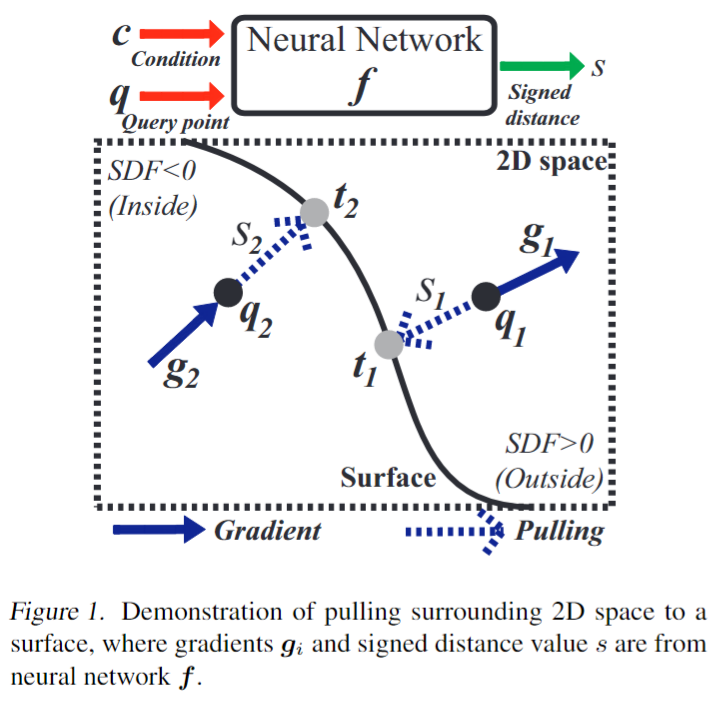 c
Condition
q
Query point
Neural Network
f
s
Signed
distance
SDF<0
(Inside)
2D space
t2
S2
g1
q2
S1
q1
g2
t1
SDF>0
Surface
(Outside)
Gradient
Pulling
Figure 1. Demonstration of pulling surrounding 2D space to a
surface, where gradients gi and signed distance value s are from
neural network f.